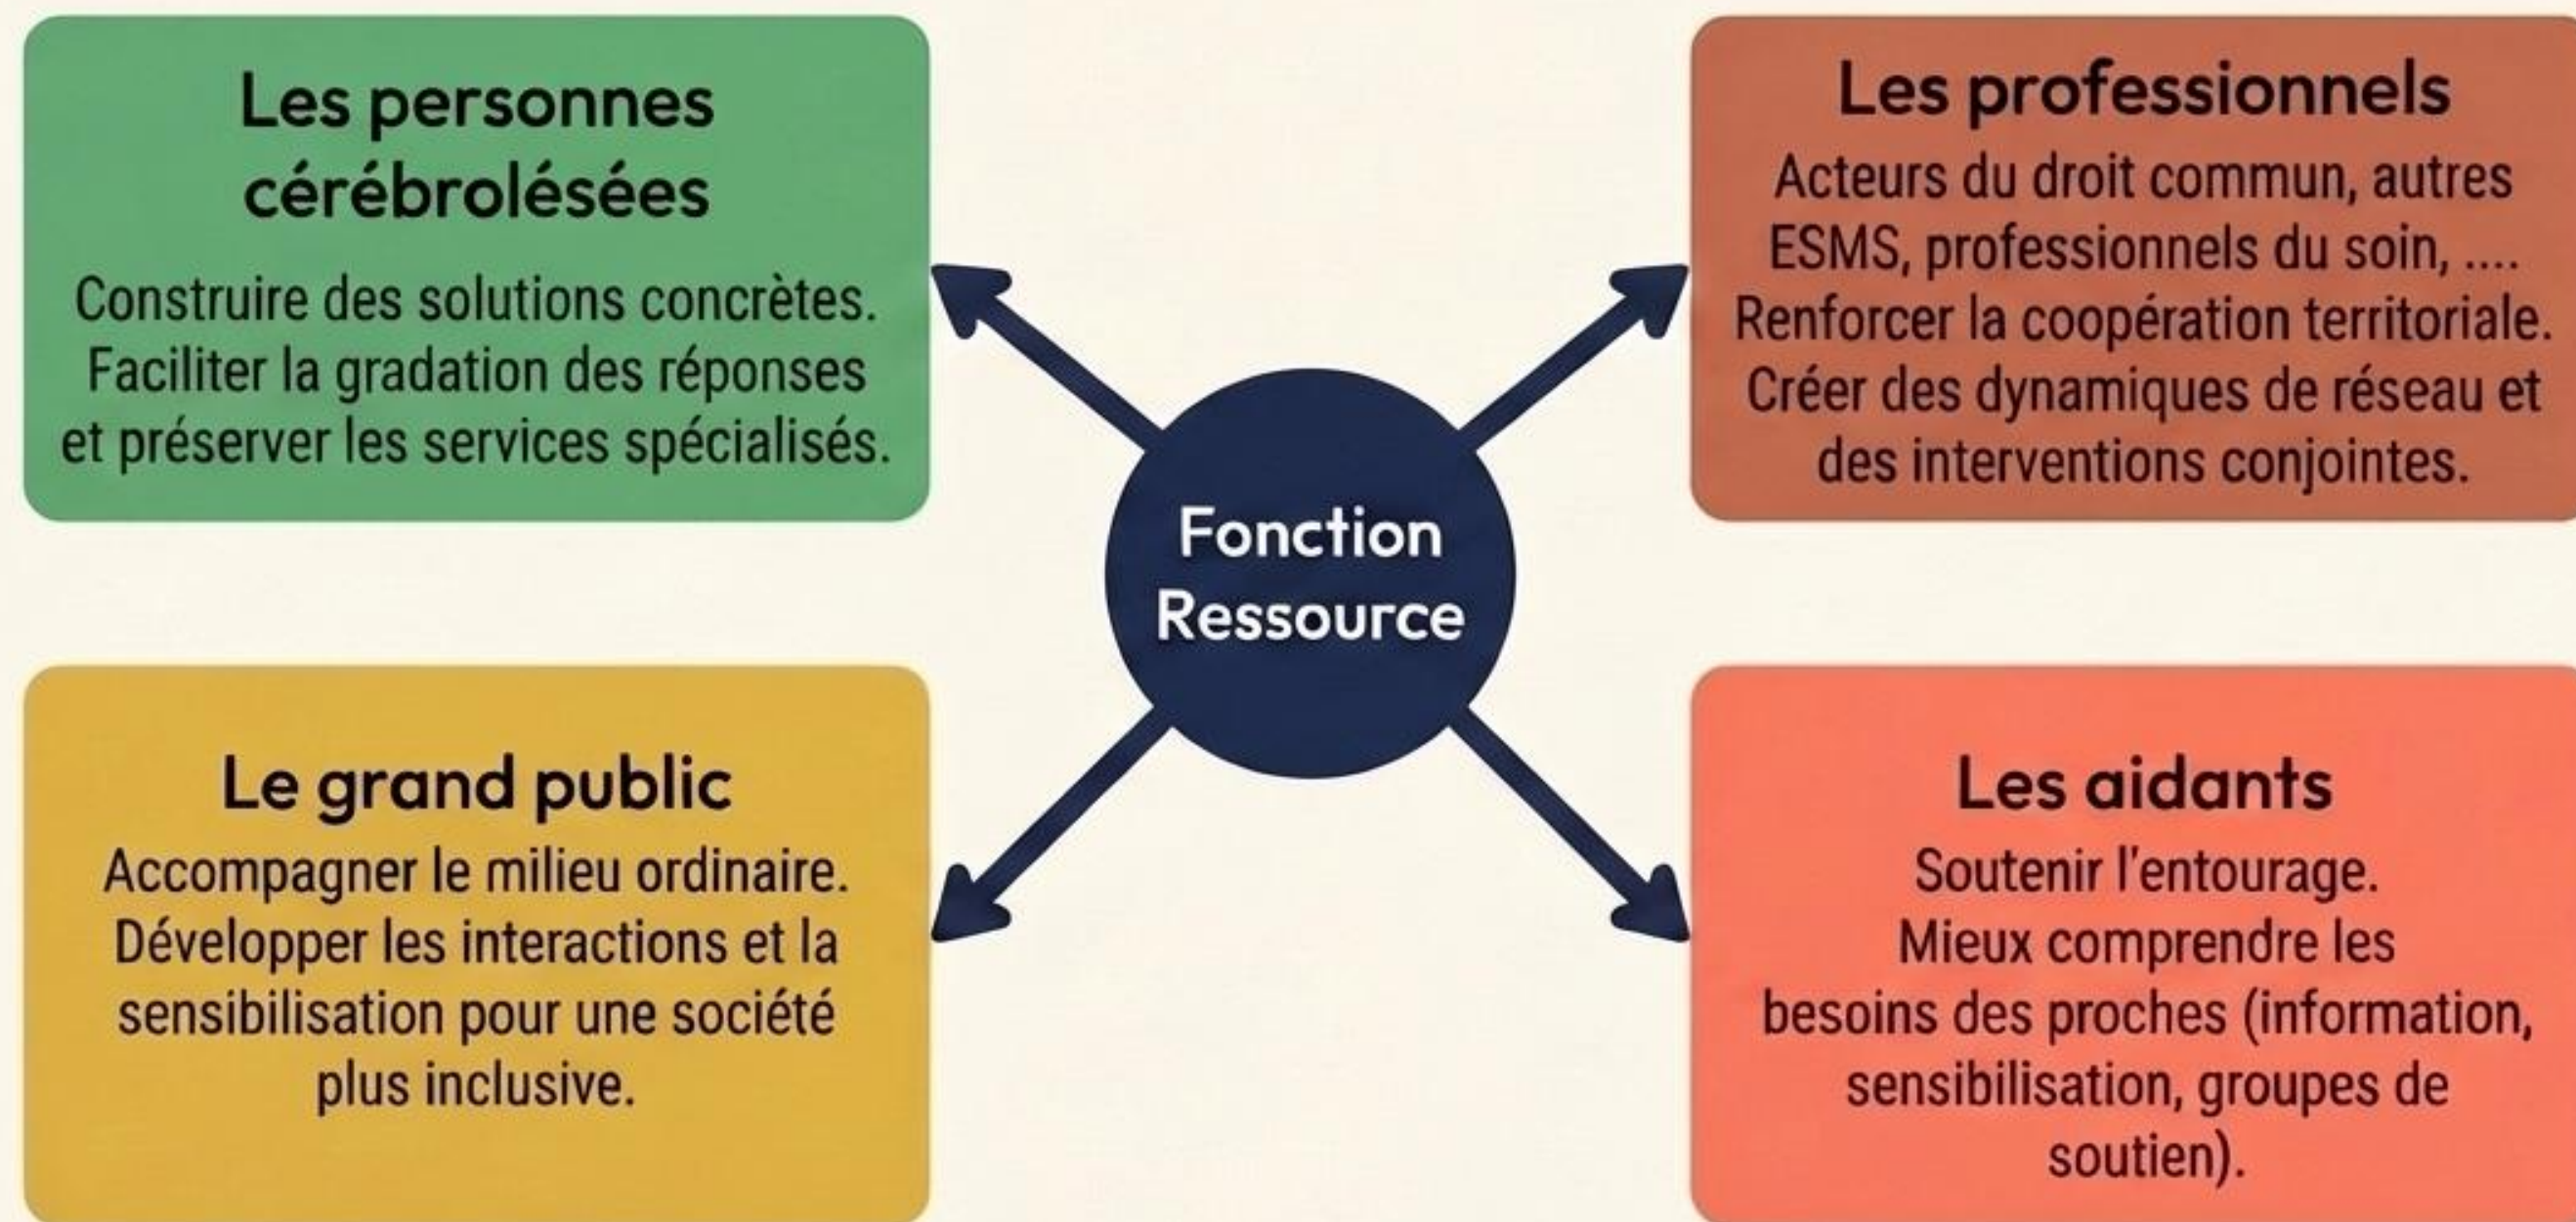 Les personnes
cérébrolésées
Construire des solutions concrètes.
Faciliter la gradation des réponses
et préserver les services spécialisés.
Les professionnels
Acteurs du droit commun, autres
ESMS, professionnels du soin, ....
Renforcer la coopération territoriale.
Créer des dynamiques de réseau et
des interventions conjointes.
Fonction
Ressource
Le grand public
Accompagner le milieu ordinaire.
Développer les interactions et la
sensibilisation pour une société
plus inclusive.
Les aidants
Soutenir l'entourage.
Mieux comprendre les
besoins des proches (information,
sensibilisation, groupes de
soutien).